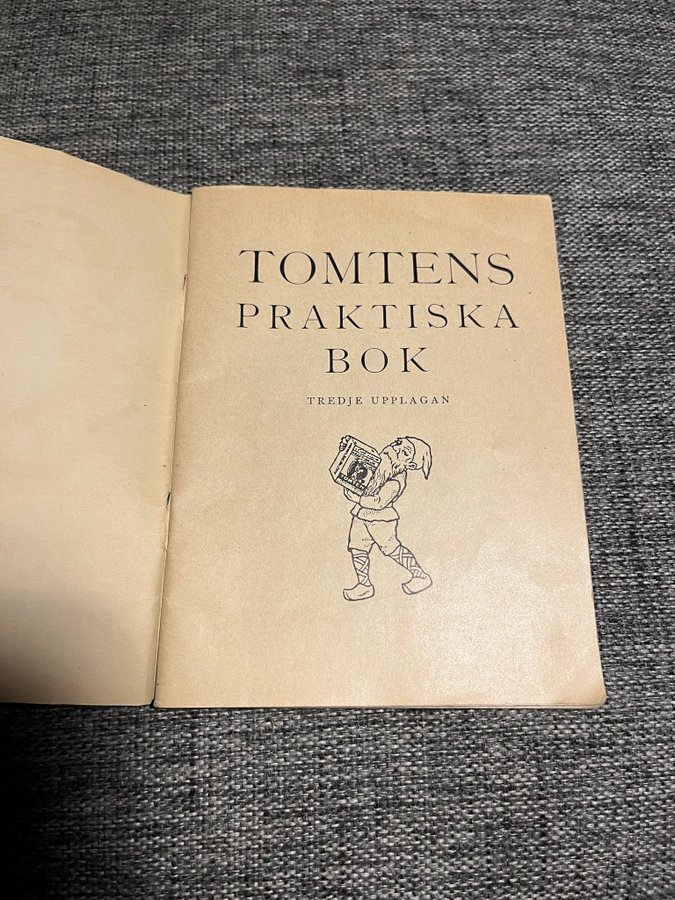 TOMTENS
PRAKTISKA
BOK
TREDJE UPPLAGAN